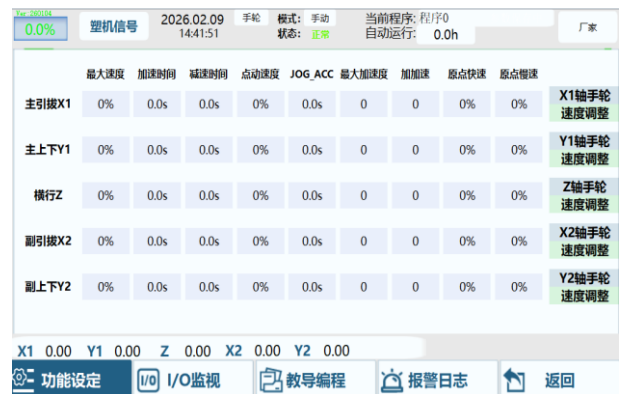 Ver 260104
0.0%
塑机信号
2026.02.09
14:41:51
手轮
模式: 手动
状态: 正常
当前程序: 程序0
自动运行: 0.0h
厂家
最大速度 加速时间 减速时间 点动速度 JOG_ACC 最大加速度 加加速 原点快速 原点慢速
主引拔X1 0% 0.0s 0.0s 0% 0.0s 0 0 0% 0% X1轴手轮速度调整
主上下Y1 0% 0.0s 0.0s 0% 0.0s 0 0 0% 0% Y1轴手轮速度调整
横行Z 0% 0.0s 0.0s 0% 0.0s 0 0 0% 0% Z轴手轮速度调整
副引拔X2 0% 0.0s 0.0s 0% 0.0s 0 0 0% 0% X2轴手轮速度调整
副上下Y2 0% 0.0s 0.0s 0% 0.0s 0 0 0% 0% Y2轴手轮速度调整
X1 0.00 Y1 0.00 Z 0.00 X2 0.00 Y2 0.00
功能设定 I/O I/O监视 教导编程 报警日志 返回